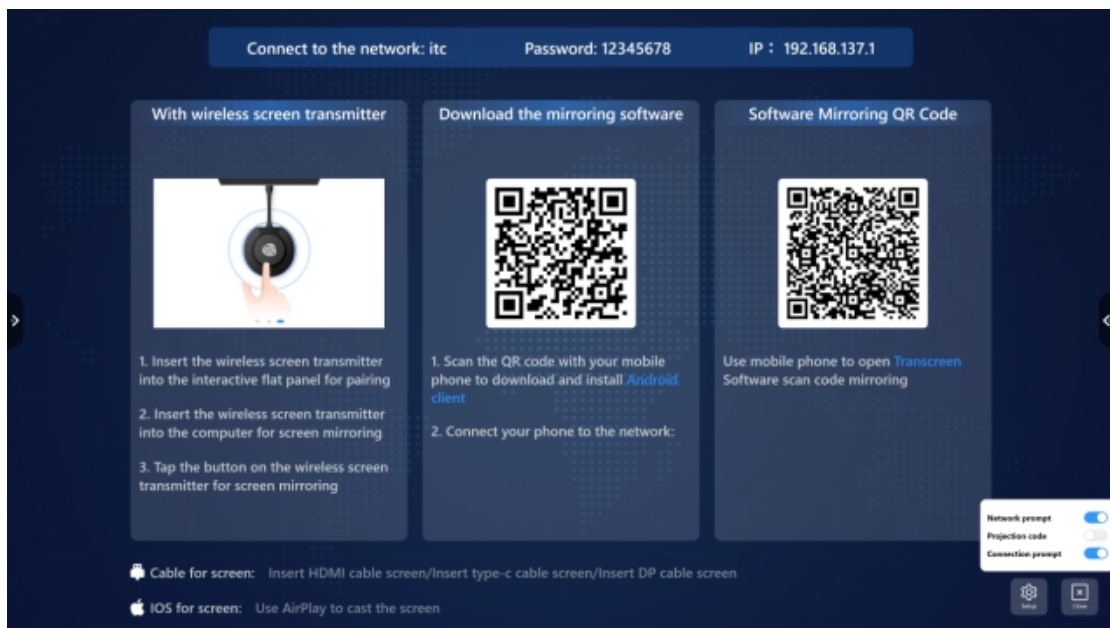 Connect to the network: itc Password: 12345678 IP : 192.168.137.1
With wireless screen transmitter
1. Insert the wireless screen transmitter
into the interactive flat panel for pairing
2. Insert the wireless screen transmitter
into the computer for screen mirroring
3. Tap the button on the wireless screen
transmitter for screen mirroring
Download the mirroring software
1. Scan the QR code with your mobile
phone to download and install Android
client
2. Connect your phone to the network:
Software Mirroring QR Code
Use mobile phone to open Transcreen
Software scan code mirroring
Network prompt
Projection code
Connection prompt
Cable for screen: Insert HDMI cable screen/Insert type-c cable screen/Insert DP cable screen
IOS for screen: Use AirPlay to cast the screen
Setup
Close